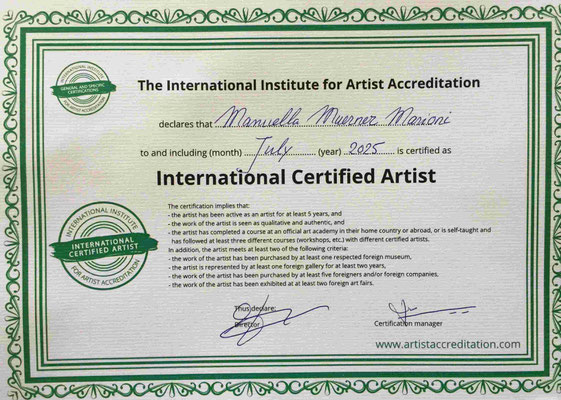 INTERNATIONAL INSTITUTE
GENERAL AND SPECIFIC
CERTIFICATIONS
FOR ARTIST ACCREDITATION
The International Institute for Artist Accreditation
declares that Manuella Muerner Marioni
to and including (month) July (year) 2025 is certified as
International Certified Artist
The certification implies that:
- the artist has been active as an artist for at least 5 years, and
- the work of the artist is seen as qualitative and authentic, and
- the artist has completed a course at an official art academy in their home country or abroad, or is self-taught and
has followed at least three different courses (workshops, etc.) with different certified artists.
In addition, the artist meets at least two of the following criteria:
- the work of the artist has been purchased by at least one respected foreign museum,
- the artist is represented by at least one foreign gallery for at least two years,
- the work of the artist has been purchased by at least five foreigners and/or foreign companies,
- the work of the artist has been exhibited at at least two foreign art fairs.
INTERNATIONAL INSTITUTE
INTERNATIONAL
CERTIFIED ARTIST
FOR ARTIST ACCREDITATION
Thus declare:
Director
Certification manager
www.artistaccreditation.com